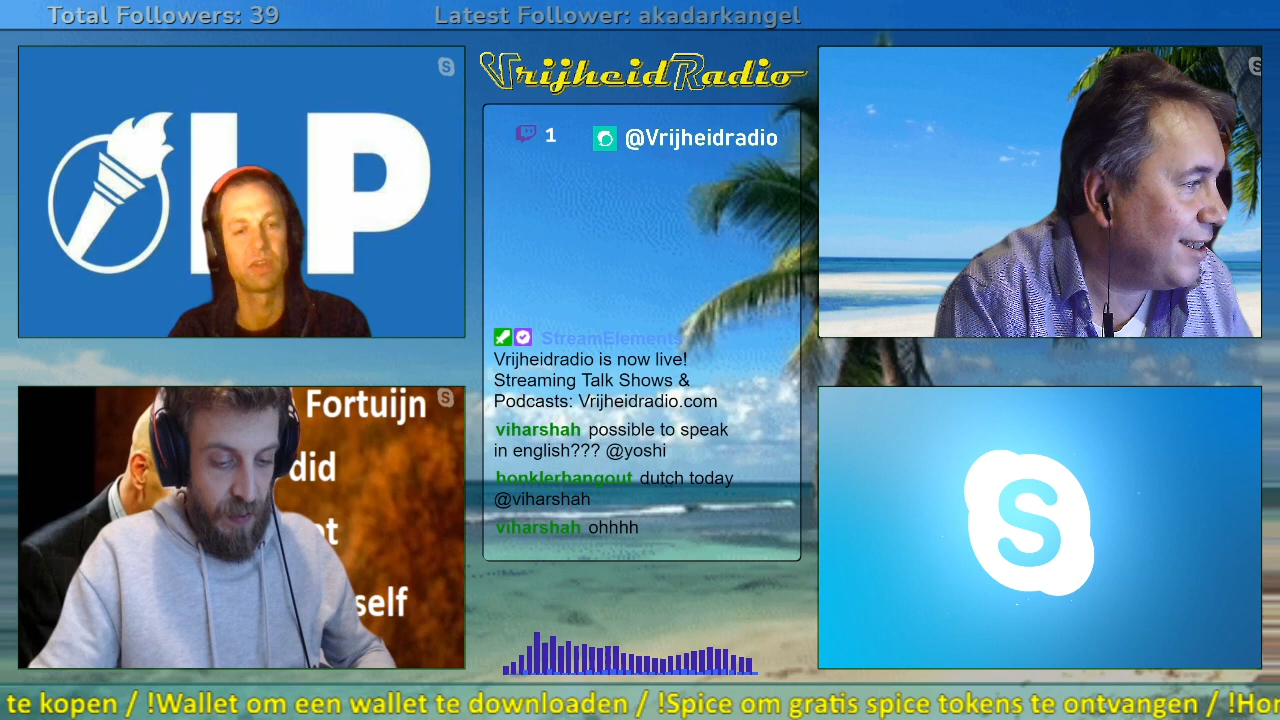 Total Followers: 39
Latest Follower: akadarkangel
LP
VrijheidRadio
1
@Vrijheidradio
StreamElements
Vrijheidradio is now live!
Streaming Talk Shows &
Podcasts: Vrijheidradio.com
viharshah possible to speak
in english??? @yoshi
honklerhangout dutch today
@viharshah
viharshah ohhhh
Fortuijn
did
self
S
te kopen / !Wallet om een wallet te downloaden / !Spice om gratis spice tokens te ontvangen /